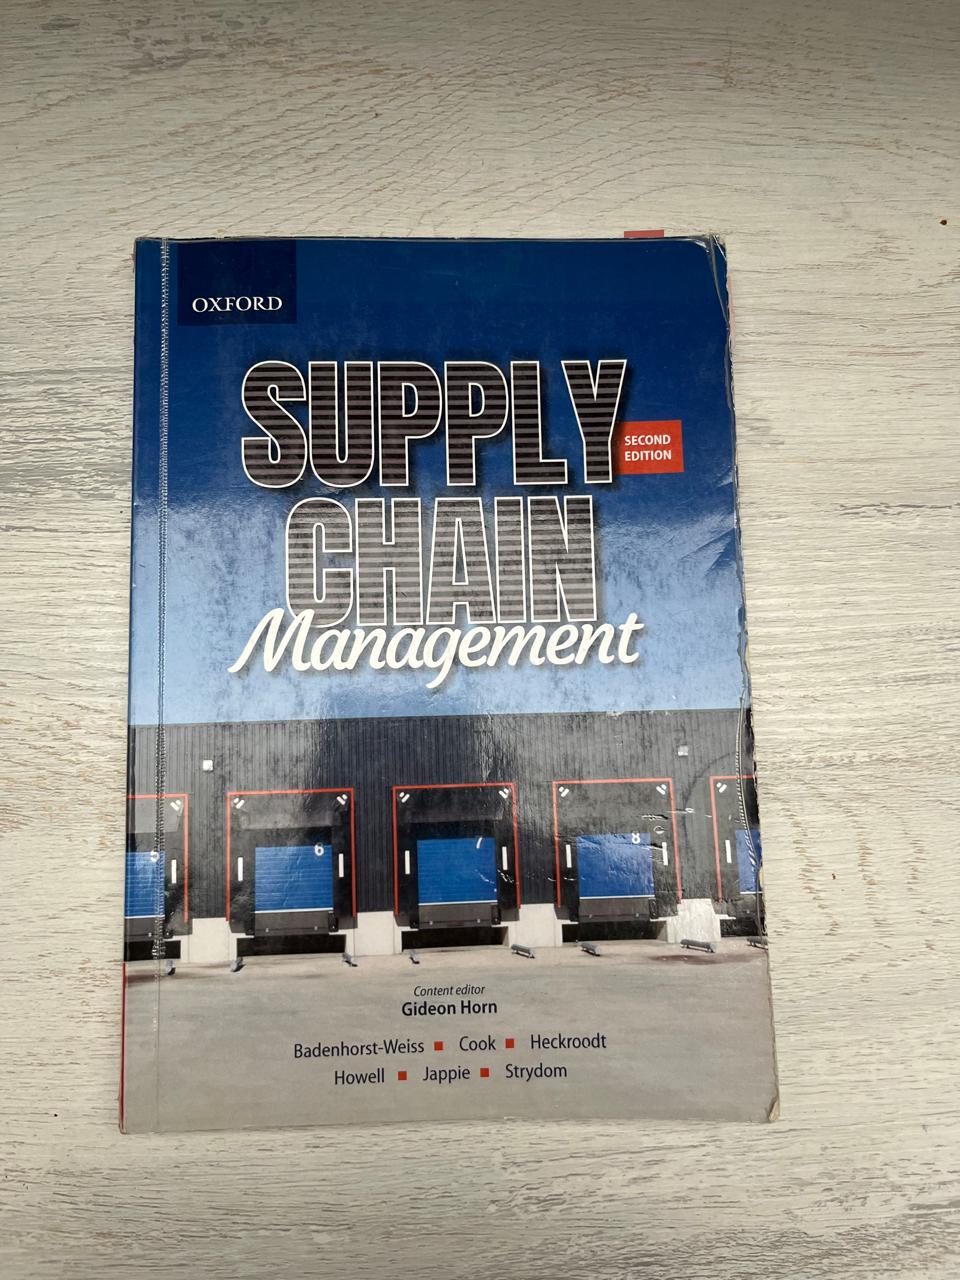 OXFORD
SUPPLY
SECOND
EDITION
CHAIN
Management
5
6
7
8
Content editor
Gideon Horn
Badenhorst-Weiss ■ Cook ■ Heckroodt
Howell ■ Jappie ■ Strydom